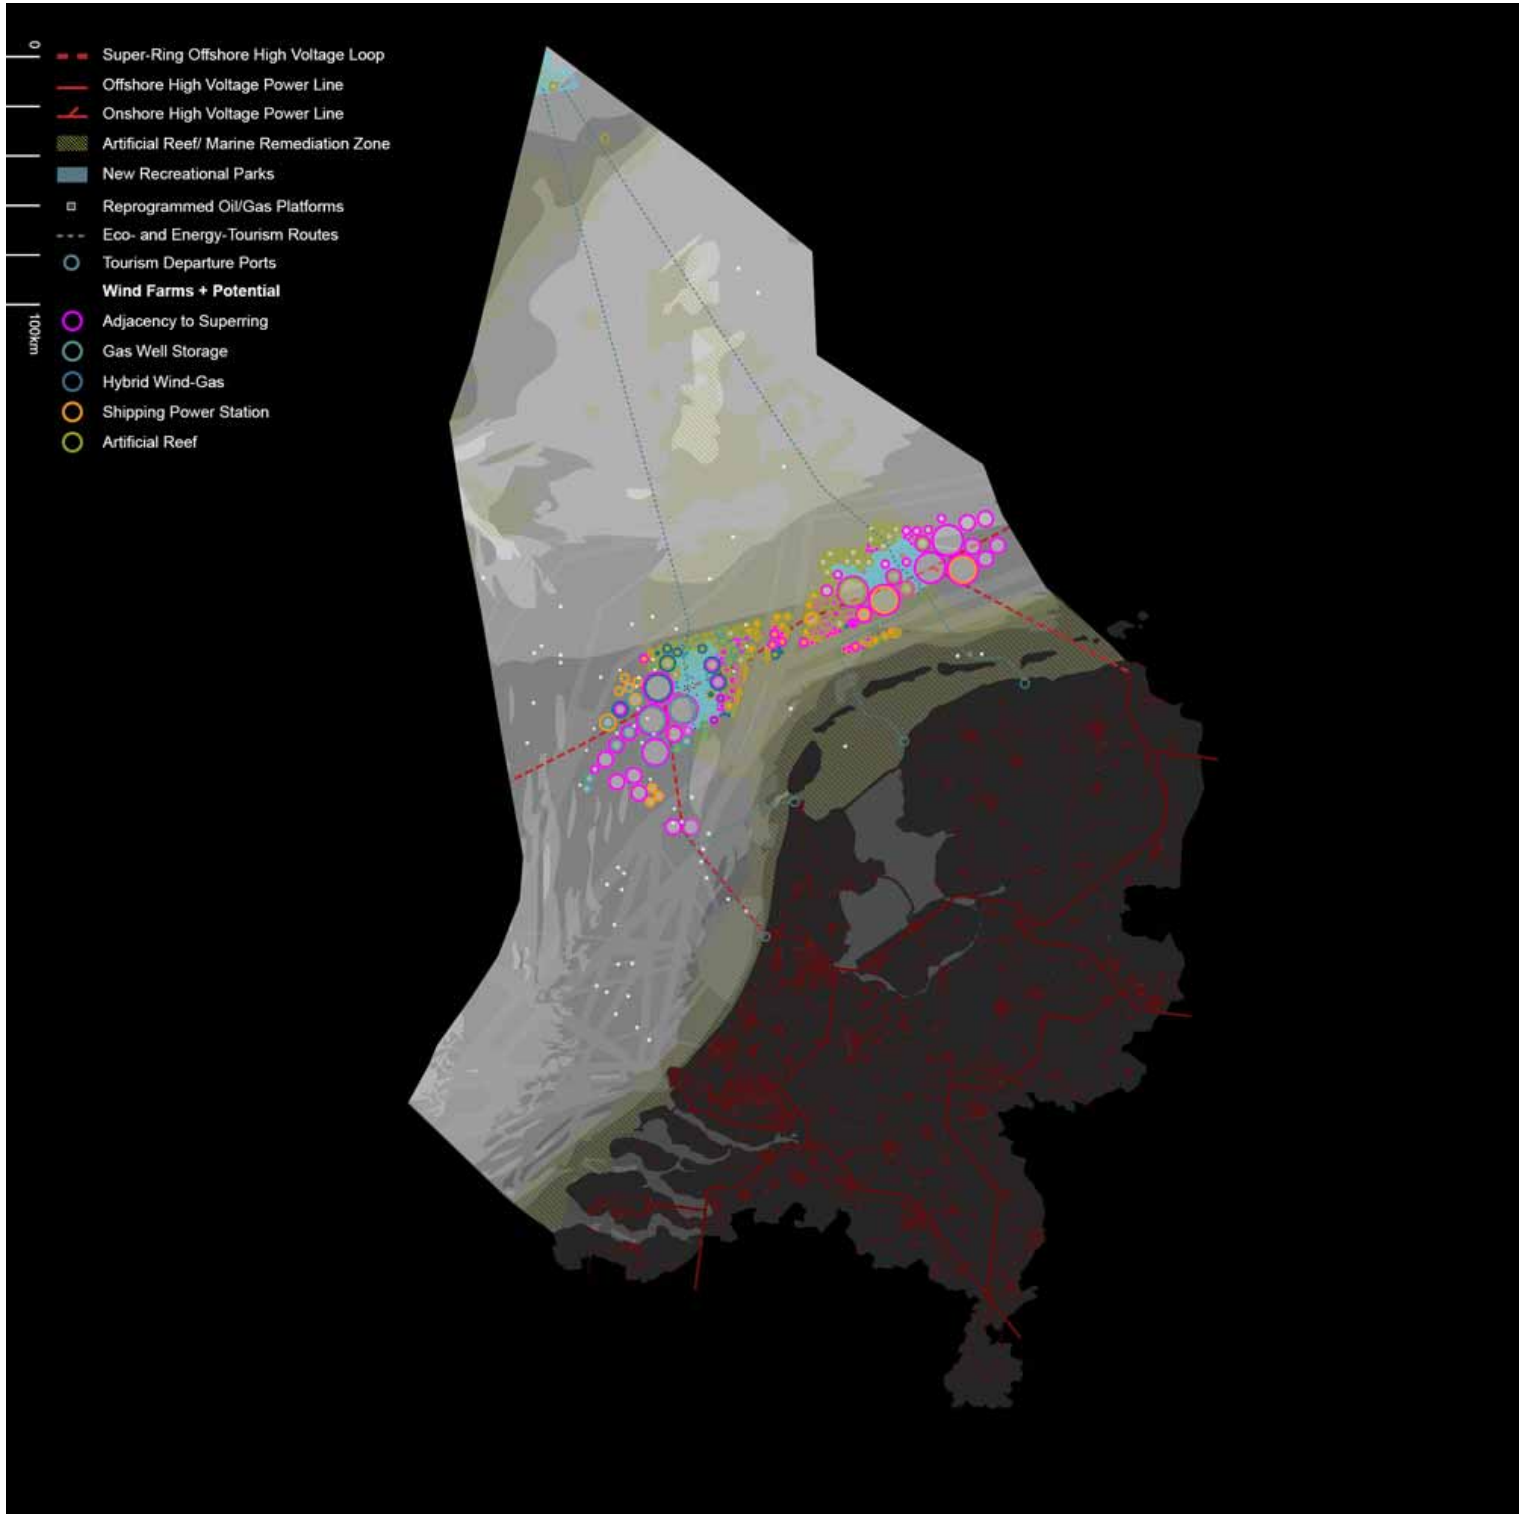 0
100km
Super-Ring Offshore High Voltage Loop
Offshore High Voltage Power Line
Onshore High Voltage Power Line
Artificial Reef/ Marine Remediation Zone
New Recreational Parks
Reprogrammed Oil/Gas Platforms
Eco- and Energy-Tourism Routes
Tourism Departure Ports
Wind Farms + Potential
Adjacency to Superring
Gas Well Storage
Hybrid Wind-Gas
Shipping Power Station
Artificial Reef